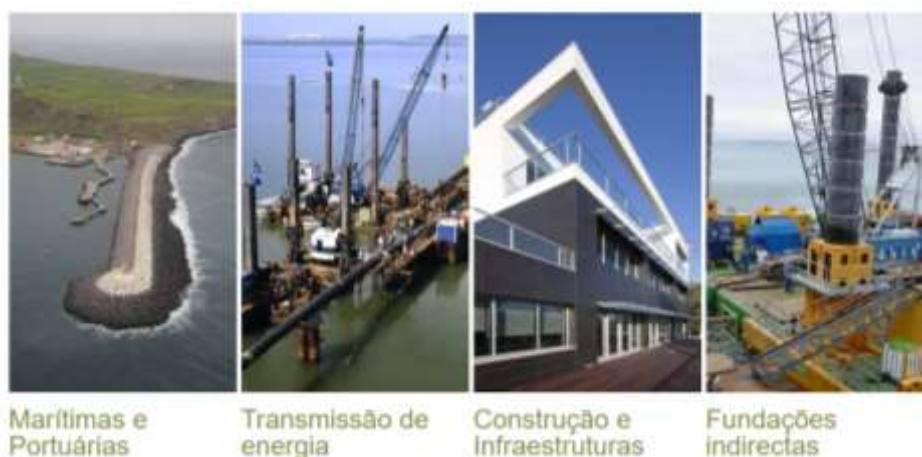 Marítimas e
Portuárias
Transmissão de
energia
Construção e
Infraestruturas
Fundações
indirectas